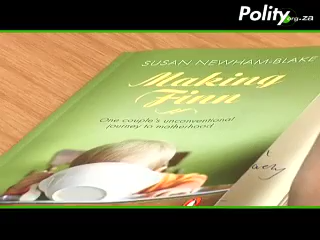 Polity.org.za
SUSAN NEWHAM-BLAKE
Making
Finn
One couple's unconventional
journey to motherhood